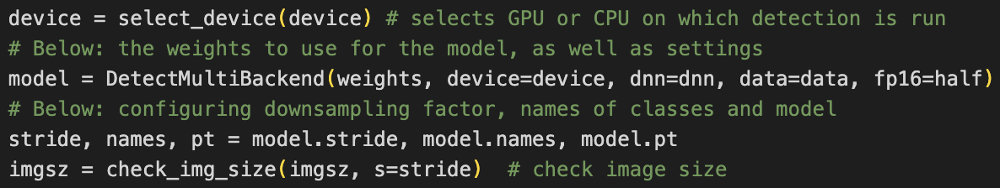 device = select_device(device) # selects GPU or CPU on which detection is run
# Below: the weights to use for the model, as well as settings
model = DetectMultiBackend(weights, device=device, dnn=dnn, data=data, fp16=half)
# Below: configuring downsampling factor, names of classes and model
stride, names, pt = model.stride, model.names, model.pt
imgsz = check_img_size(imgsz, s=stride)  # check image size